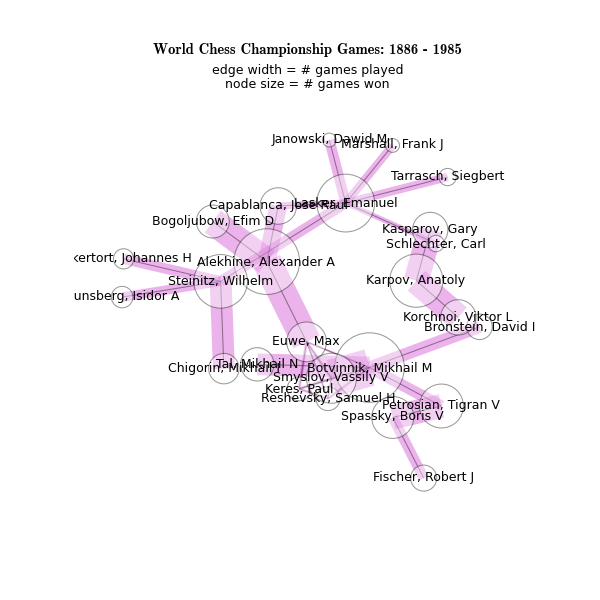 World Chess Championship Games: 1886 - 1985
edge width = # games played
node size = # games won
Janowski, Dawid M
Marshall, Frank J
Tarrasch, Siegbert
Capablanca, Jose Raul
Lasker, Emanuel
Bogoljubow, Efim D
Kasparov, Gary
Schlechter, Carl
kertort, Johannes H
Alekhine, Alexander A
Steinitz, Wilhelm
Karpov, Anatoly
unsberg, Isidor A
Korchnoi, Viktor L
Bronstein, David I
Euwe, Max
Chigorin, Mikhail I
Tal, Mikhail N
Botvinnik, Mikhail M
Smyslov, Vassily V
Keres, Paul
Reshevsky, Samuel H
Petrosian, Tigran V
Spassky, Boris V
Fischer, Robert J